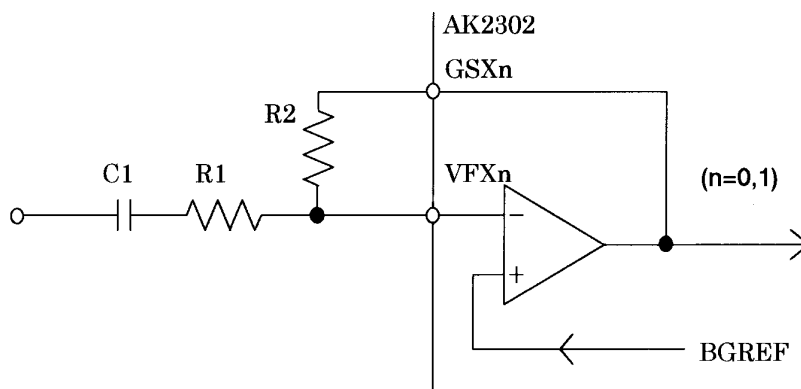 AK2302
GSXn
R2
VFXn
(n=0,1)
C1
R1
−
+
BGREF